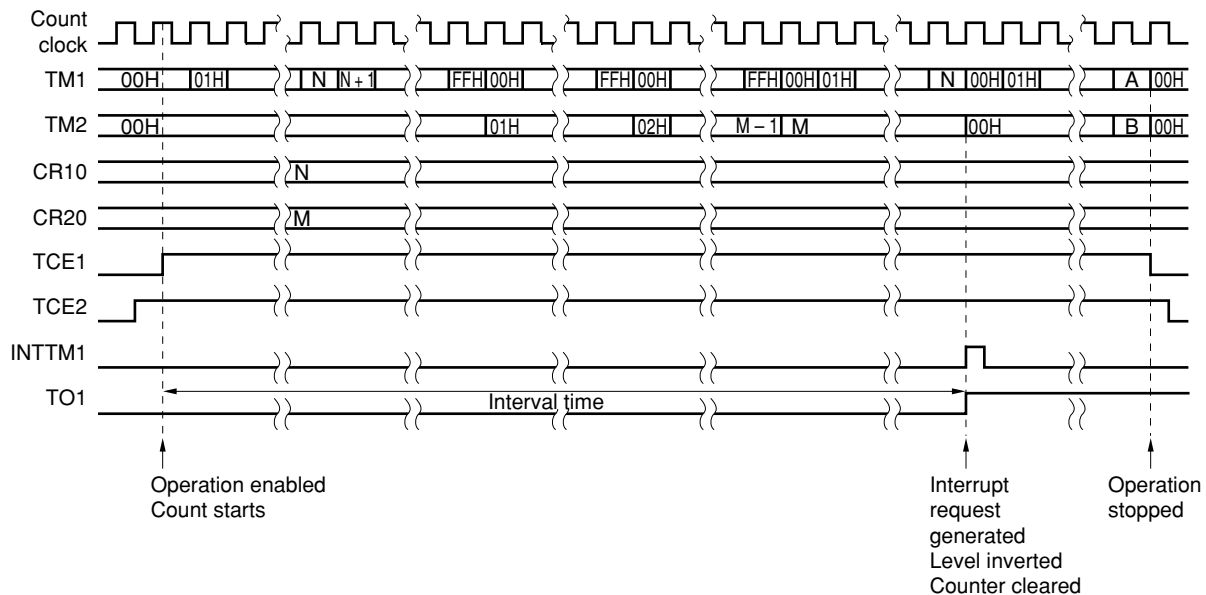 Count
clock
TM1 00H 01H N N + 1 FFH 00H FFH 00H FFH 00H 01H N 00H 01H A 00H
TM2 00H 01H 02H M – 1 M 00H B 00H
CR10 N
CR20 M
TCE1
TCE2
INTTM1
TO1
Interval time
Operation enabled
Count starts
Interrupt
request
generated
Level inverted
Counter cleared
Operation
stopped